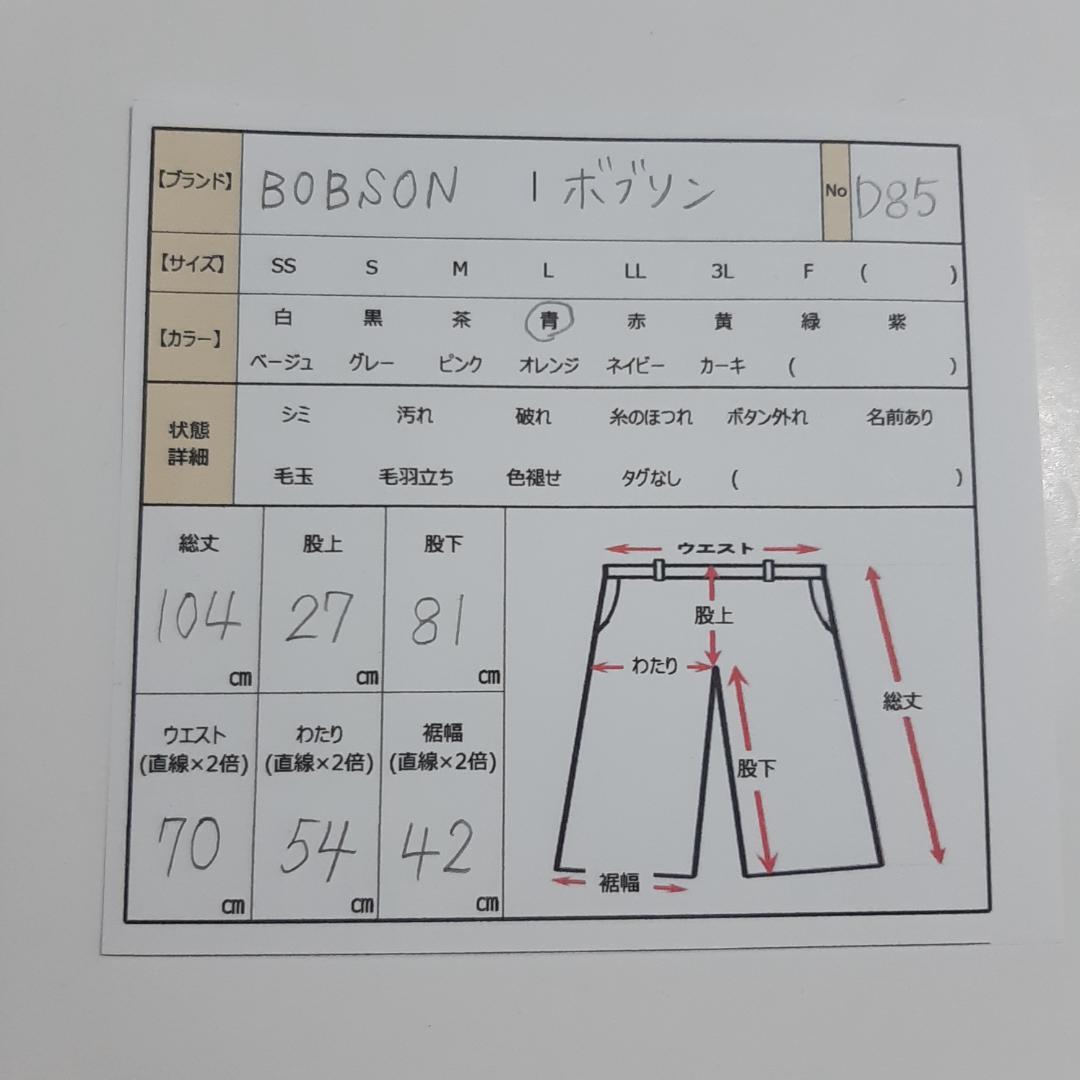 【ブランド】 BOBSON | ボブソン No D85
【サイズ】 SS S M L LL 3L F ( )
【カラー】 白 黒 茶 青 赤 黄 緑 紫
ベージュ グレー ピンク オレンジ ネイビー カーキ ( )
状態
詳細
シミ 汚れ 破れ 糸のほつれ ボタン外れ 名前あり
毛玉 毛羽立ち 色褪せ タグなし ( )
総丈 股上 股下
104 27 81
cm cm cm
ウエスト わたり 裾幅
(直線×2倍) (直線×2倍) (直線×2倍)
70 54 42
cm cm cm
ウエスト
股上
わたり
総丈
股下
裾幅